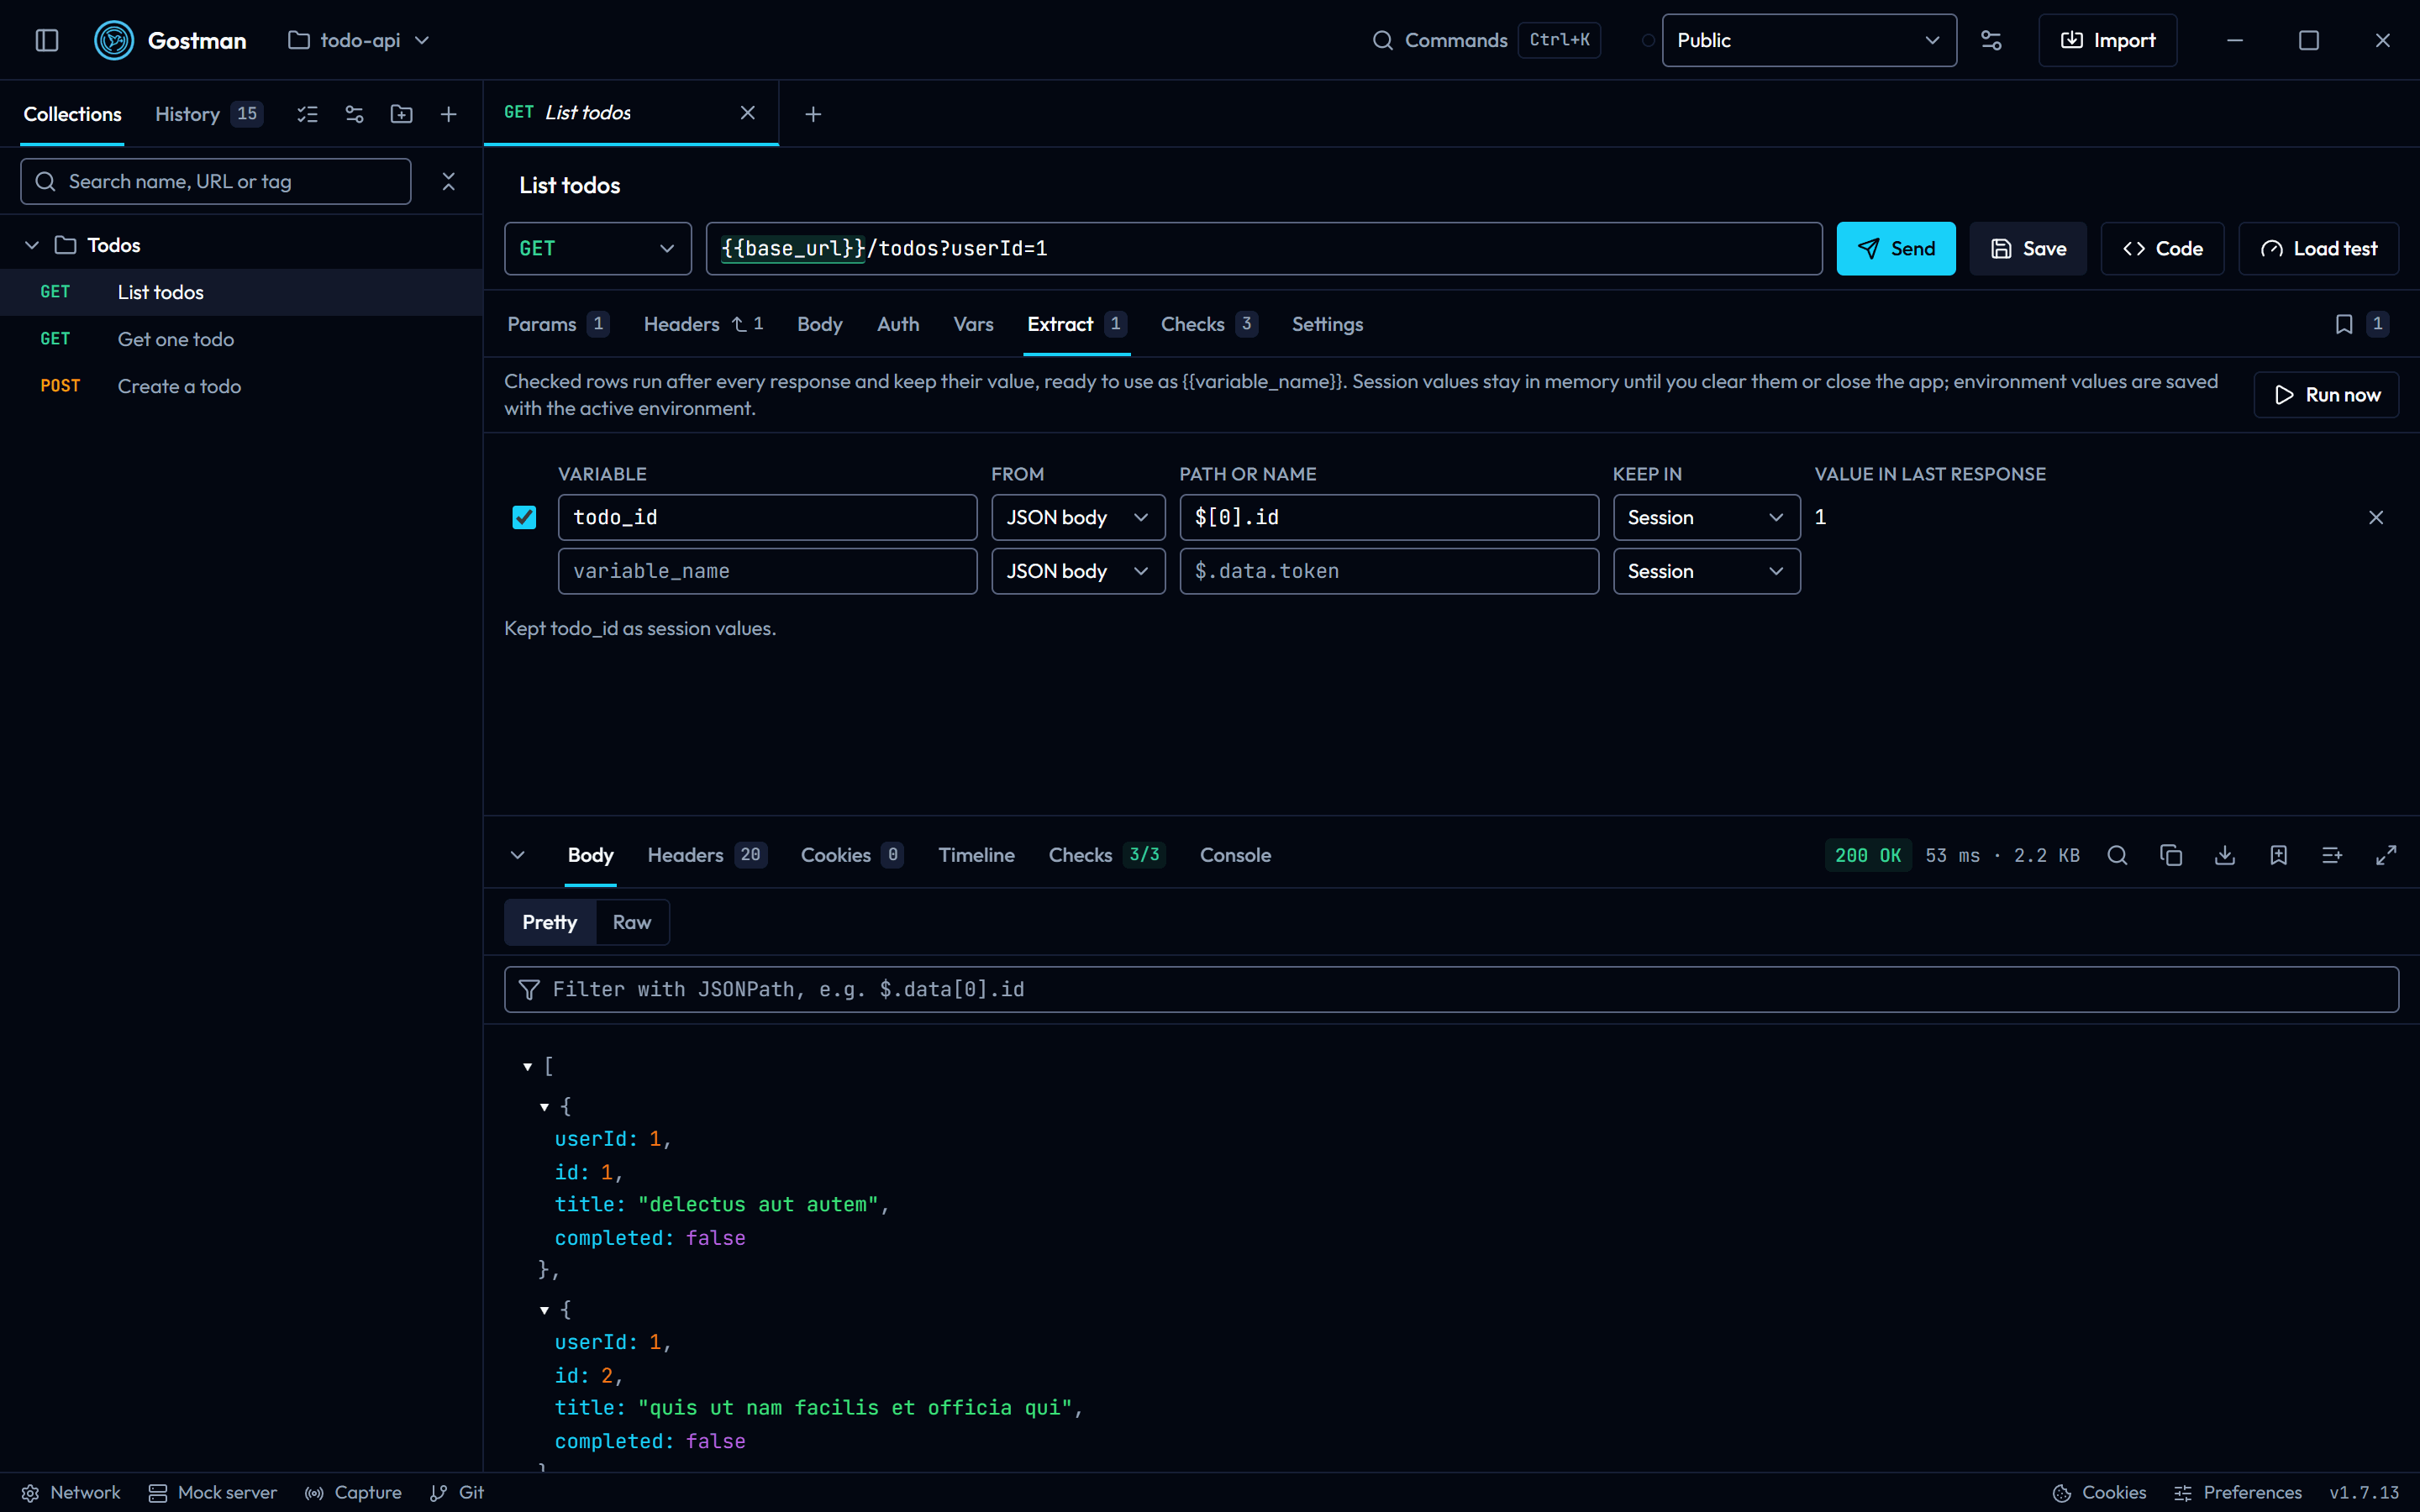 Gostman
todo-api
Commands Ctrl+K
Public
Import
Collections
History 15
GET List todos
Search name, URL or tag
Todos
GET List todos
GET Get one todo
POST Create a todo
List todos
GET
{{base_url}}/todos?userId=1
Send
Save
Code
Load test
Params 1
Headers 1
Body
Auth
Vars
Extract 1
Checks 3
Settings
1
Checked rows run after every response and keep their value, ready to use as {{variable_name}}. Session values stay in memory until you clear them or close the app; environment values are saved
with the active environment.
Run now
VARIABLE FROM PATH OR NAME KEEP IN VALUE IN LAST RESPONSE
todo_id JSON body $[0].id Session 1
variable_name JSON body $.data.token Session
Kept todo_id as session values.
Body
Headers 20
Cookies 0
Timeline
Checks 3/3
Console
200 OK 53 ms · 2.2 KB
Pretty Raw
Filter with JSONPath, e.g. $.data[0].id
[
{
userId: 1,
id: 1,
title: "delectus aut autem",
completed: false
},
{
userId: 1,
id: 2,
title: "quis ut nam facilis et officia qui",
completed: false
}
Network
Mock server
Capture
Git
Cookies
Preferences
v1.7.13